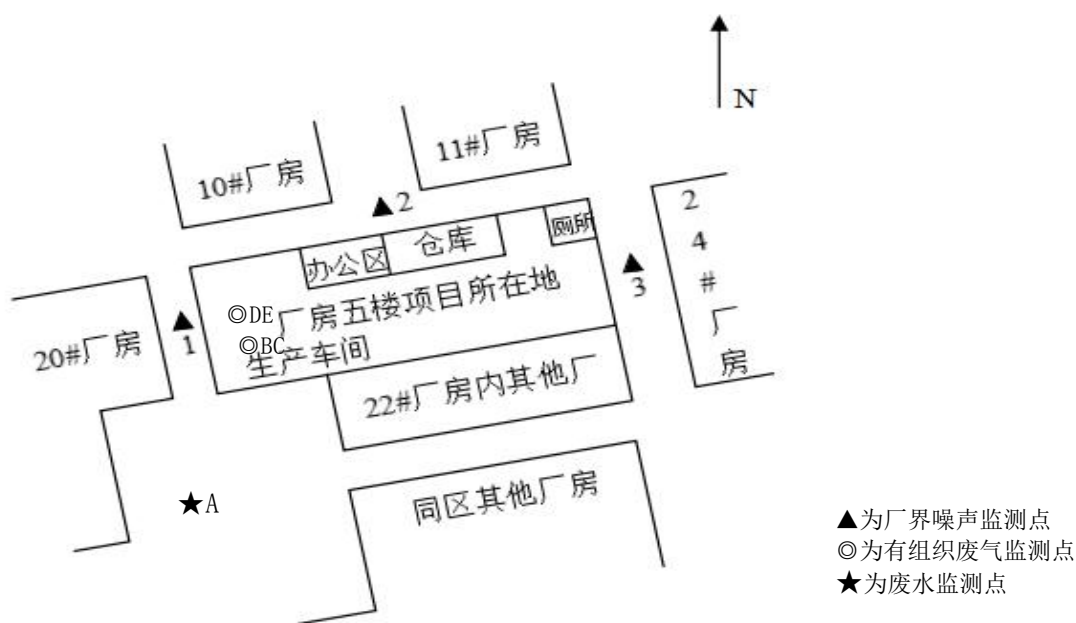 N
10#厂房
11#厂房
▲2
2
4
#
厂
房
办公区
仓库
厕所
▲
3
▲
1
◎DE
厂房五楼项目所在地
◎BC
生产车间
20#厂房
22#厂房内其他厂
★A
同区其他厂房
▲为厂界噪声监测点
◎为有组织废气监测点
★为废水监测点